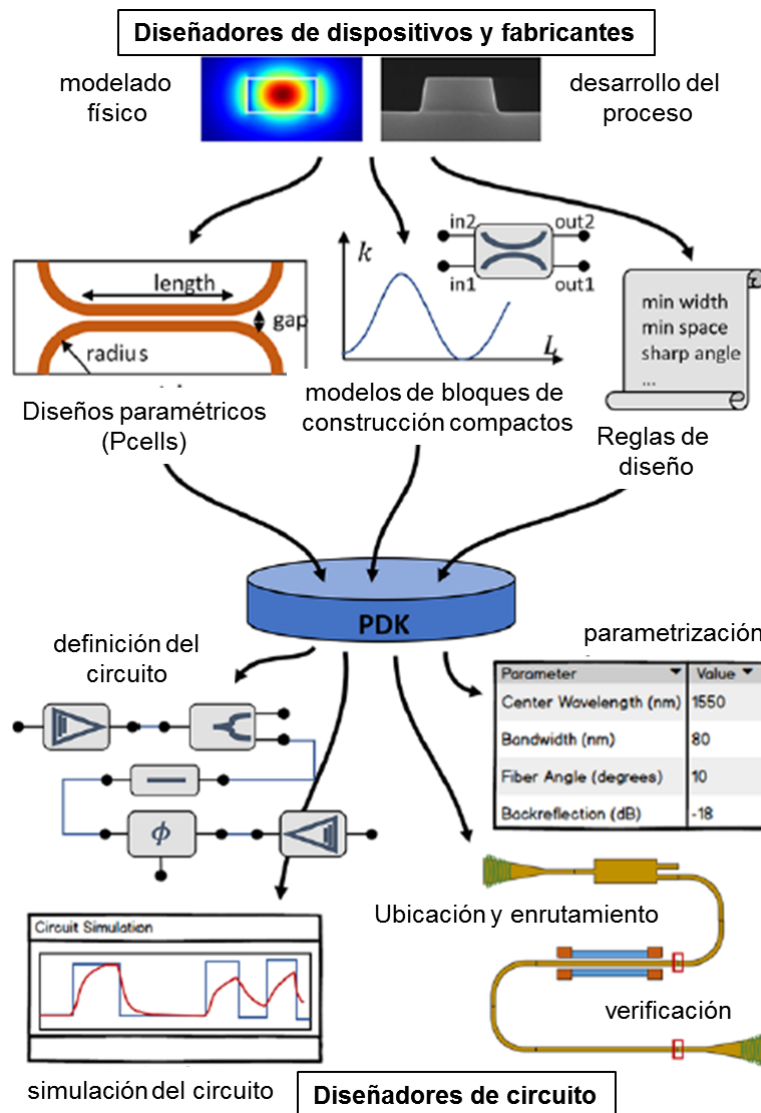 Diseñadores de dispositivos y fabricantes
modelado
físico
desarrollo del
proceso
length
gap
radius
Diseños paramétricos
(Pcells)
k
L
in2
out2
in1
out1
modelos de bloques de
construcción compactos
min width
min space
sharp angle
...
Reglas de
diseño
PDK
definición del
circuito
ϕ
parametrización
Parameter Value
Center Wavelength (nm) 1550
Bandwidth (nm) 80
Fiber Angle (degrees) 10
Backreflection (dB) -18
Ubicación y enrutamiento
verificación
Circuit Simulation
simulación del circuito
Diseñadores de circuito